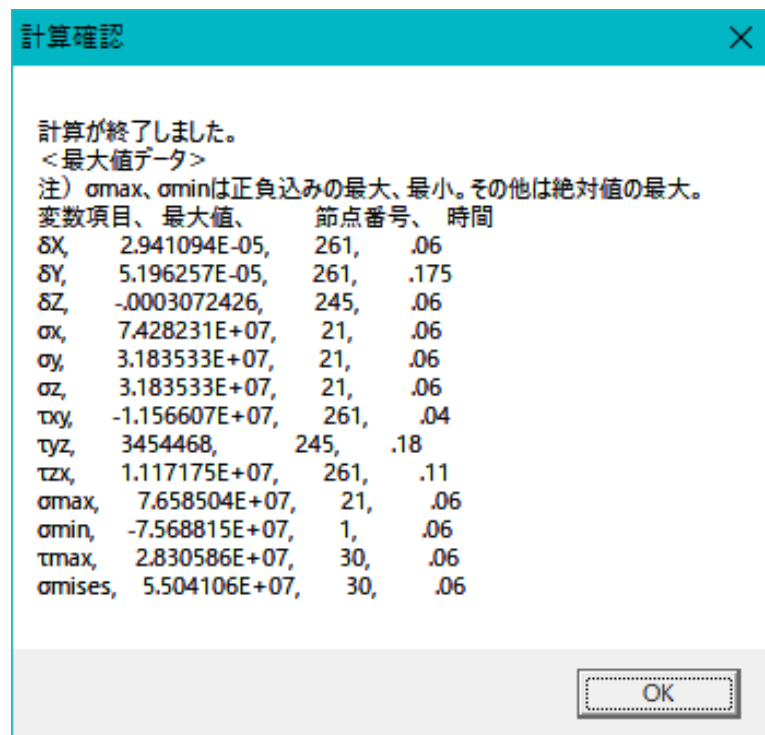 計算確認
計算が終了しました。
＜最大値データ＞
注）σmax、σminは正負込みの最大、最小。その他は絶対値の最大。
変数項目、 最大値、 節点番号、 時間
δX, 2.941094E-05, 261, .06
δY, 5.196257E-05, 261, .175
δZ, -.0003072426, 245, .06
σx, 7.428231E+07, 21, .06
σy, 3.183533E+07, 21, .06
σz, 3.183533E+07, 21, .06
τxy, -1.156607E+07, 261, .04
τyz, 3454468, 245, .18
τzx, 1.117175E+07, 261, .11
σmax, 7.658504E+07, 21, .06
σmin, -7.568815E+07, 1, .06
τmax, 2.830586E+07, 30, .06
σmises, 5.504106E+07, 30, .06
OK